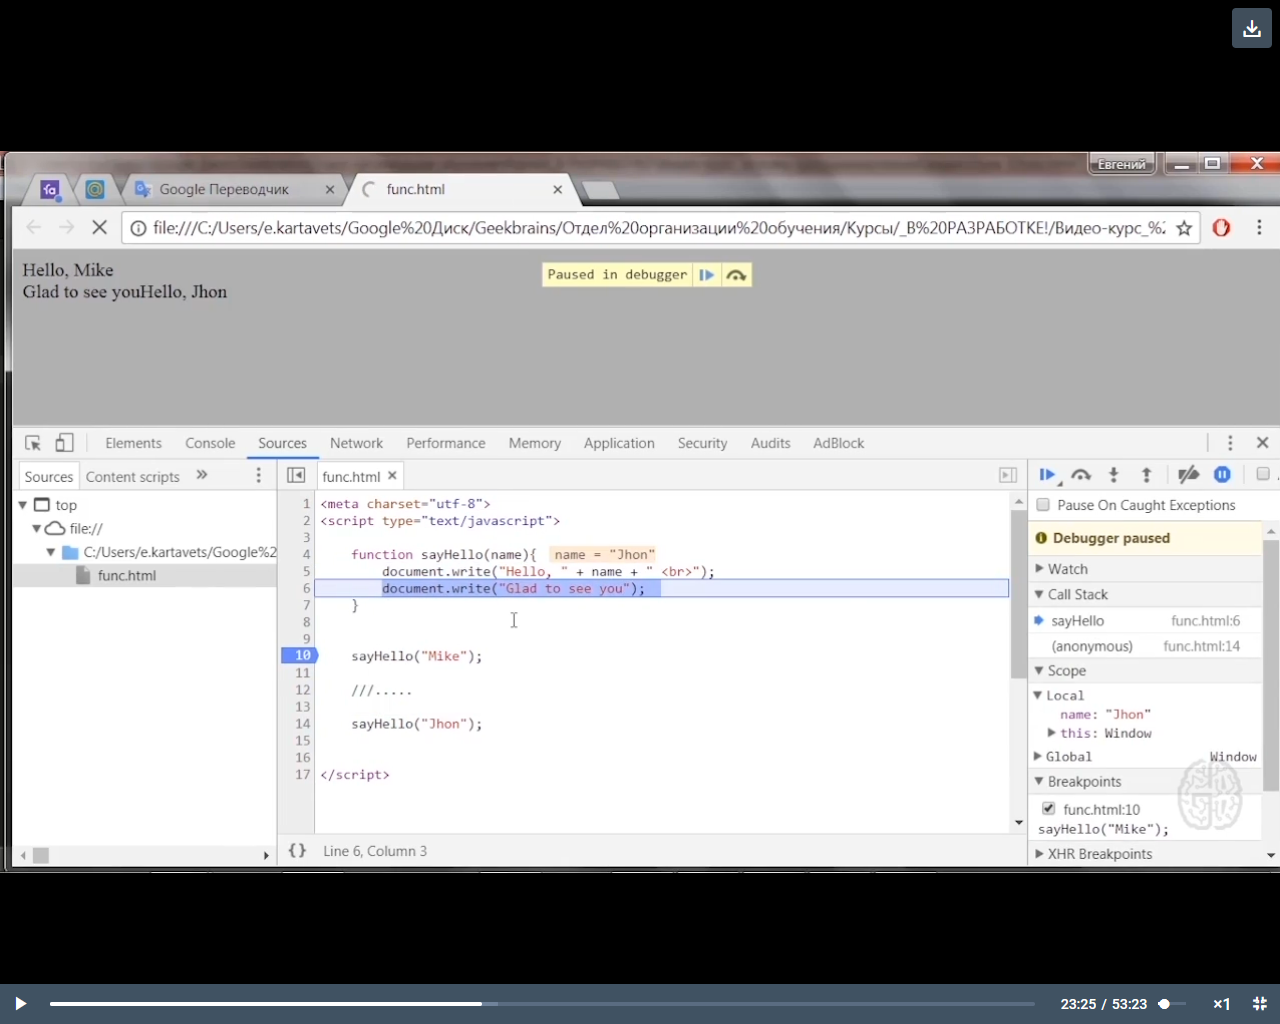 Евгений
Google Переводчик
func.html
file:///C:/Users/e.kartavets/Google%20Диск/Geekbrains/Отдел%20организации%20обучения/Курсы/_В%20РАЗРАБОТКЕ!/Видео-курс_%2
Hello, Mike
Glad to see youHello, Jhon
Paused in debugger
Elements Console Sources Network Performance Memory Application Security Audits AdBlock
Sources Content scripts »
func.html
top
file://
C:/Users/e.kartavets/Google%2
func.html
1 <meta charset="utf-8">
2 <script type="text/javascript">
3
4 function sayHello(name){ name = "Jhon"
5 document.write("Hello, " + name + " <br>");
6 document.write("Glad to see you");
7 }
8
9
10 sayHello("Mike");
11
12 ///.....
13
14 sayHello("Jhon");
15
16
17 </script>
{} Line 6, Column 3
Pause On Caught Exceptions
Debugger paused
Watch
Call Stack
sayHello func.html:6
(anonymous) func.html:14
Scope
Local
name: "Jhon"
this: Window
Global Window
Breakpoints
func.html:10
sayHello("Mike");
XHR Breakpoints
23:25 / 53:23
×1